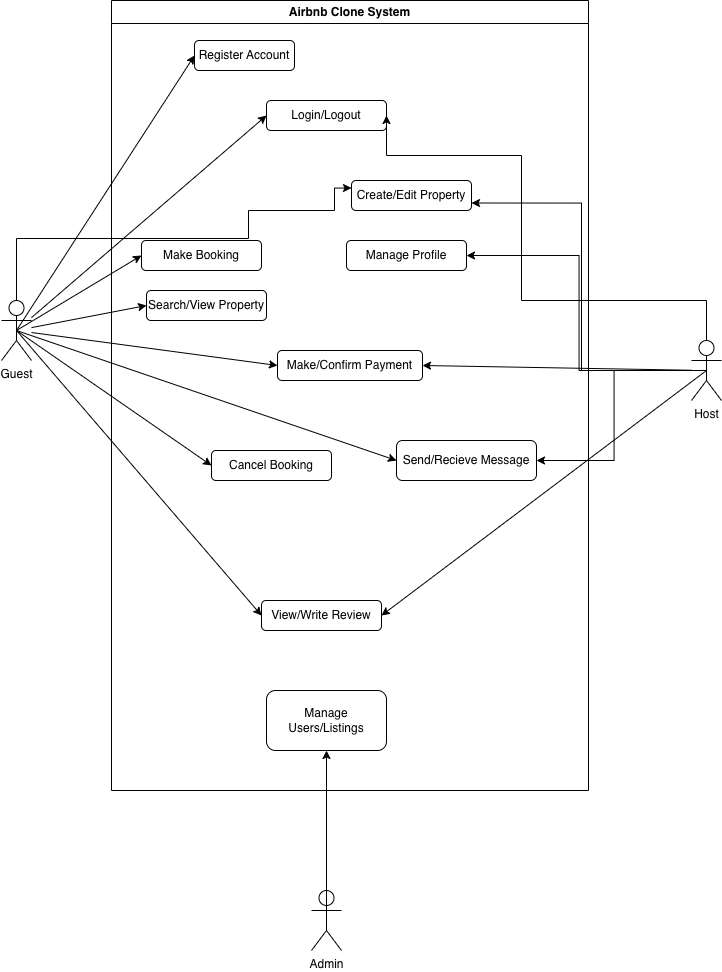 Airbnb Clone System
Register Account
Login/Logout
Create/Edit Property
Make Booking
Manage Profile
Search/View Property
Make/Confirm Payment
Guest
Host
Cancel Booking
Send/Recieve Message
View/Write Review
Manage
Users/Listings
Admin